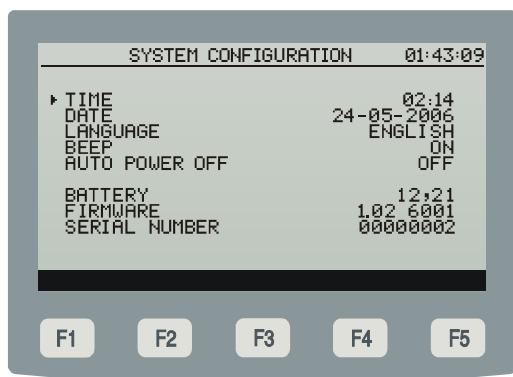 SYSTEM CONFIGURATION 01:43:09
TIME 02:14
DATE 24-05-2006
LANGUAGE ENGLISH
BEEP ON
AUTO POWER OFF OFF
BATTERY 12,21
FIRMWARE 1.02 6001
SERIAL NUMBER 00000002
F1 F2 F3 F4 F5